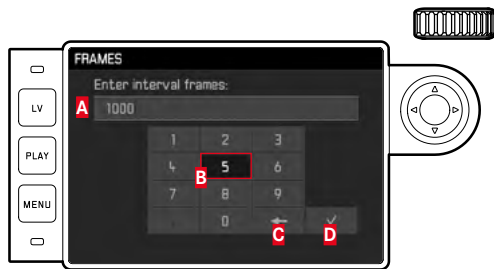 FRAMES
Enter interval frames:
A 1000
LV
PLAY
MENU
1 2 3
4 5 6
B
7 8 9
. 0
C D